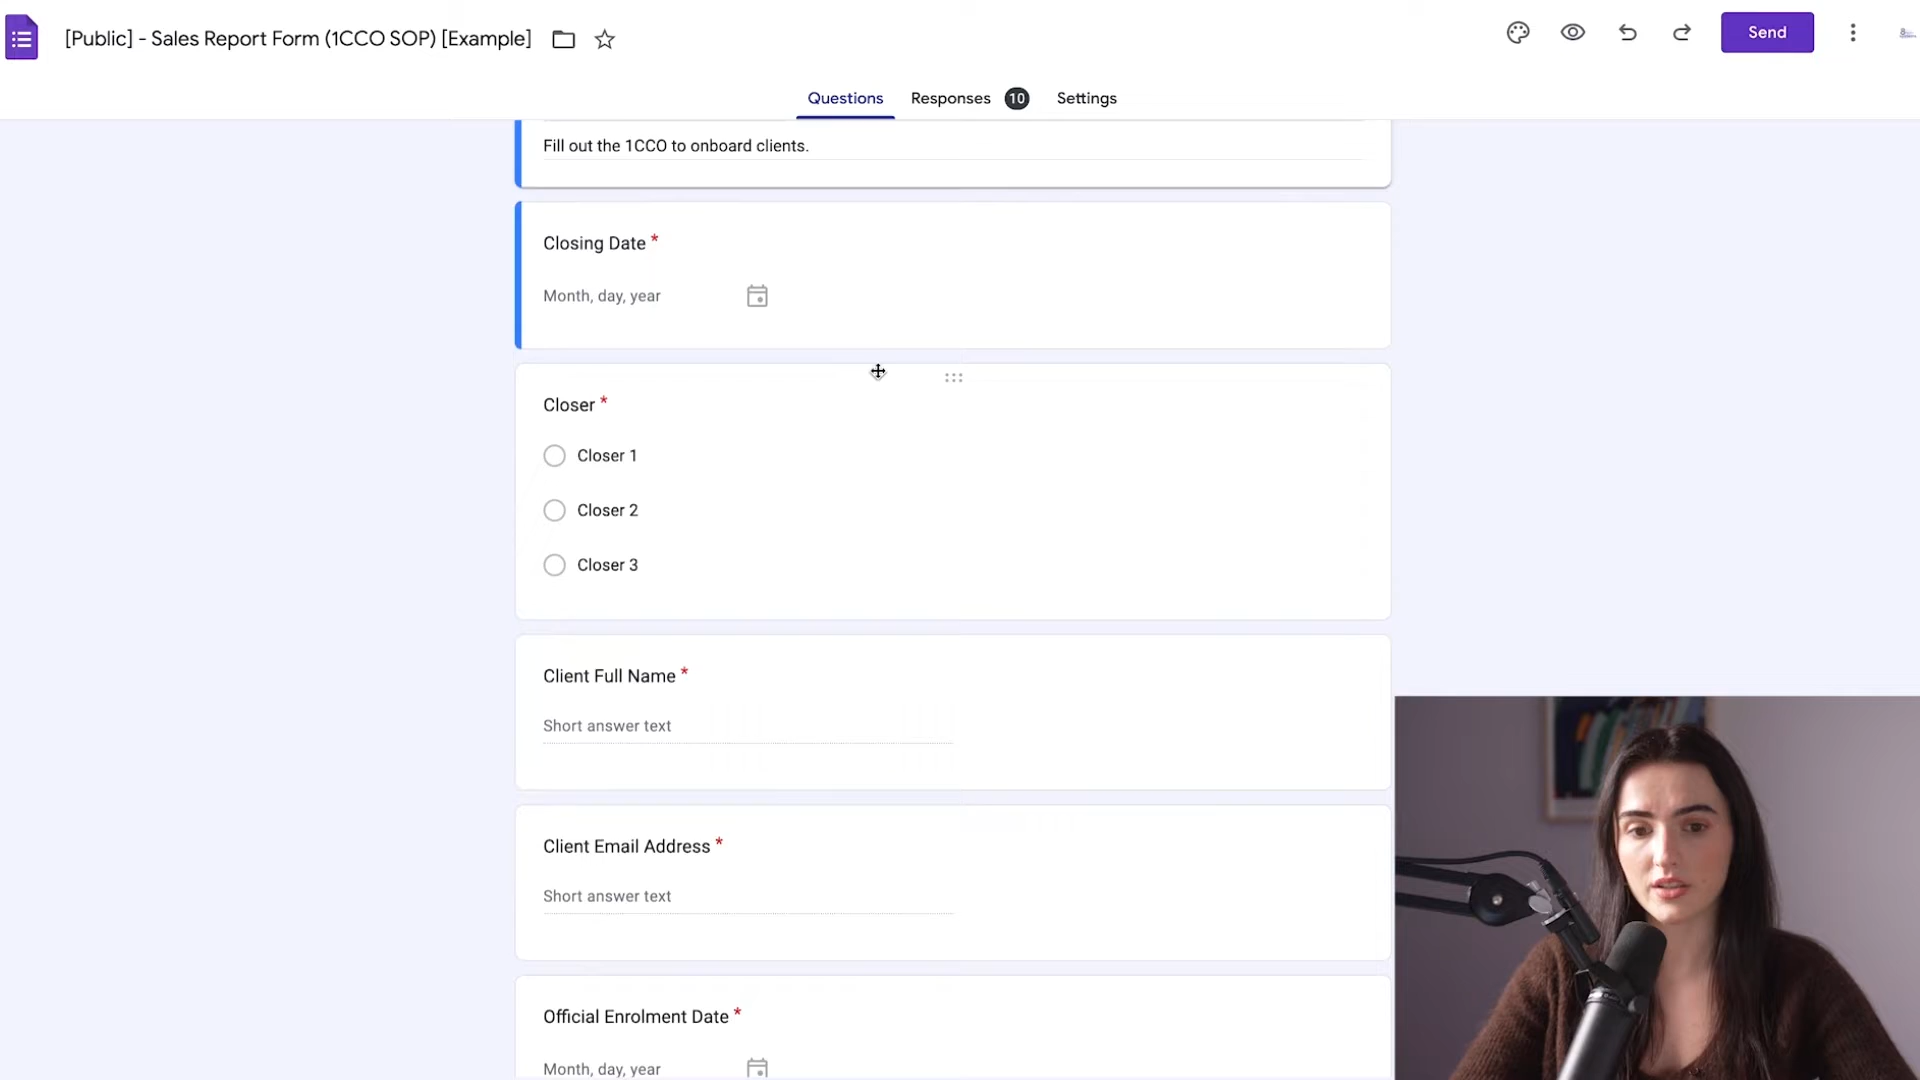 [Public] - Sales Report Form (1CCO SOP) [Example]
Send
Questions
Responses 10
Settings
Fill out the 1CCO to onboard clients.
Closing Date *
Month, day, year
Closer *
Closer 1
Closer 2
Closer 3
Client Full Name *
Short answer text
Client Email Address *
Short answer text
Official Enrolment Date *
Month, day, year